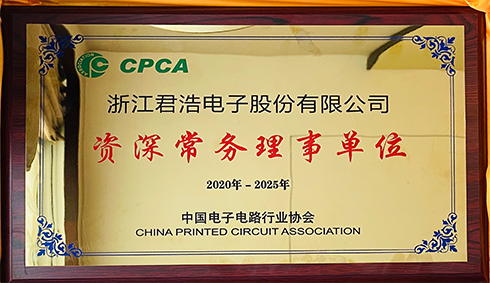 CPCA
浙江君浩电子股份有限公司
资深常务理事单位
2020年-2025年
中国电子电路行业协会
CHINA PRINTED CIRCUIT ASSOCIATION